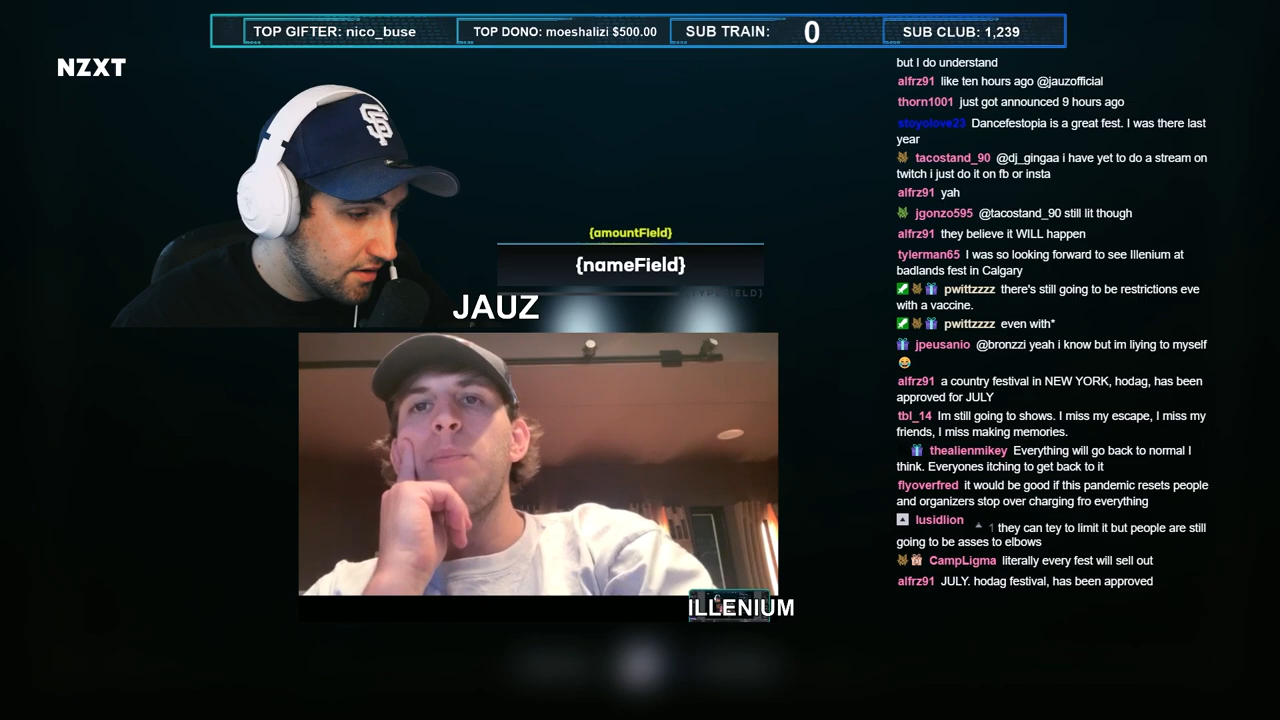 TOP GIFTER: nico_buse
TOP DONO: moeshalizi $500.00
SUB TRAIN: 0
SUB CLUB: 1,239
NZXT
SF
{amountField}
{nameField}
JAUZ
ILLENIUM
but I do understand
alfrz91 like ten hours ago @jauzofficial
thorn1001 just got announced 9 hours ago
stoyolove23 Dancefestopia is a great fest. I was there last
year
tacostand_90 @dj_gingaa i have yet to do a stream on
twitch i just do it on fb or insta
alfrz91 yah
jgonzo595 @tacostand_90 still lit though
alfrz91 they believe it WILL happen
tylerman65 I was so looking forward to see Illenium at
badlands fest in Calgary
pwittzzzz there's still going to be restrictions eve
with a vaccine.
pwittzzzz even with*
jpeusanio @bronzzi yeah i know but im liying to myself
😂
alfrz91 a country festival in NEW YORK, hodag, has been
approved for JULY
tbl_14 Im still going to shows. I miss my escape, I miss my
friends, I miss making memories.
thealienmikey Everything will go back to normal I
think. Everyones itching to get back to it
flyoverfred it would be good if this pandemic resets people
and organizers stop over charging fro everything
lusidlion 1 they can tey to limit it but people are still
going to be asses to elbows
CampLigma literally every fest will sell out
alfrz91 JULY. hodag festival, has been approved